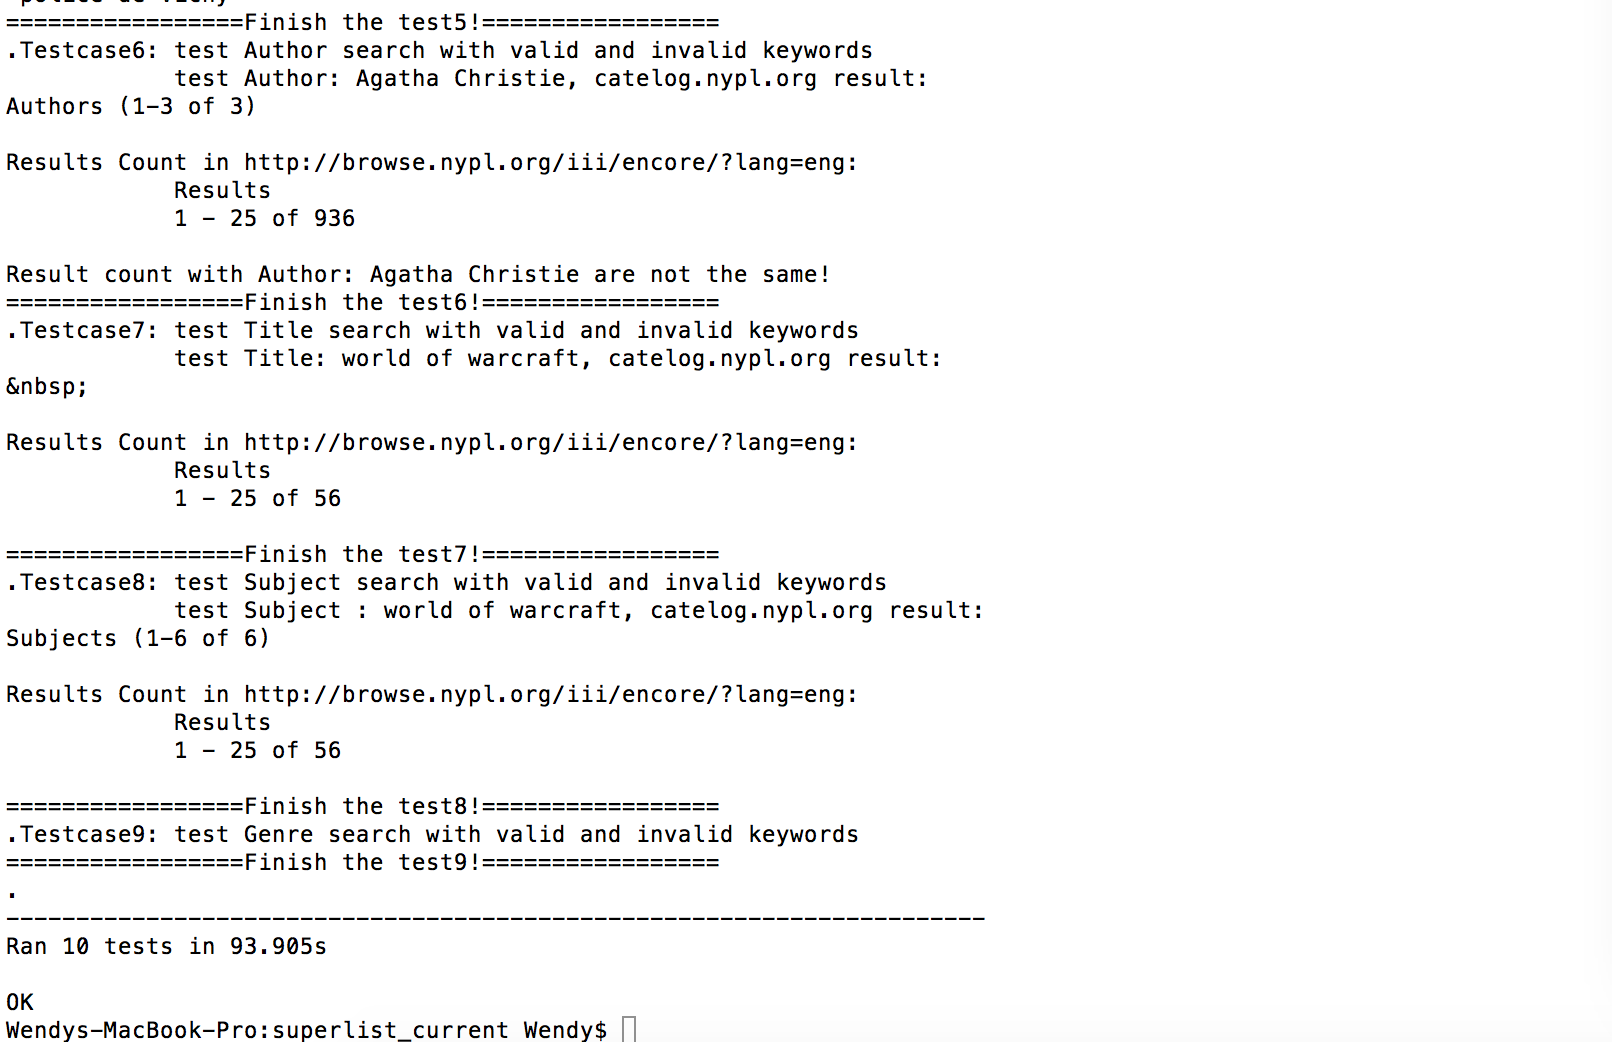 =================Finish the test5!=================
.Testcase6: test Author search with valid and invalid keywords
            test Author: Agatha Christie, catelog.nypl.org result:
Authors (1-3 of 3)
Results Count in http://browse.nypl.org/iii/encore/?lang=eng:
            Results
            1 - 25 of 936
Result count with Author: Agatha Christie are not the same!
=================Finish the test6!=================
.Testcase7: test Title search with valid and invalid keywords
            test Title: world of warcraft, catelog.nypl.org result:
&nbsp;
Results Count in http://browse.nypl.org/iii/encore/?lang=eng:
            Results
            1 - 25 of 56
=================Finish the test7!=================
.Testcase8: test Subject search with valid and invalid keywords
            test Subject : world of warcraft, catelog.nypl.org result:
Subjects (1-6 of 6)
Results Count in http://browse.nypl.org/iii/encore/?lang=eng:
            Results
            1 - 25 of 56
=================Finish the test8!=================
.Testcase9: test Genre search with valid and invalid keywords
=================Finish the test9!=================
.
----------------------------------------------------------------------
Ran 10 tests in 93.905s
OK
Wendys-MacBook-Pro:superlist_current Wendy$